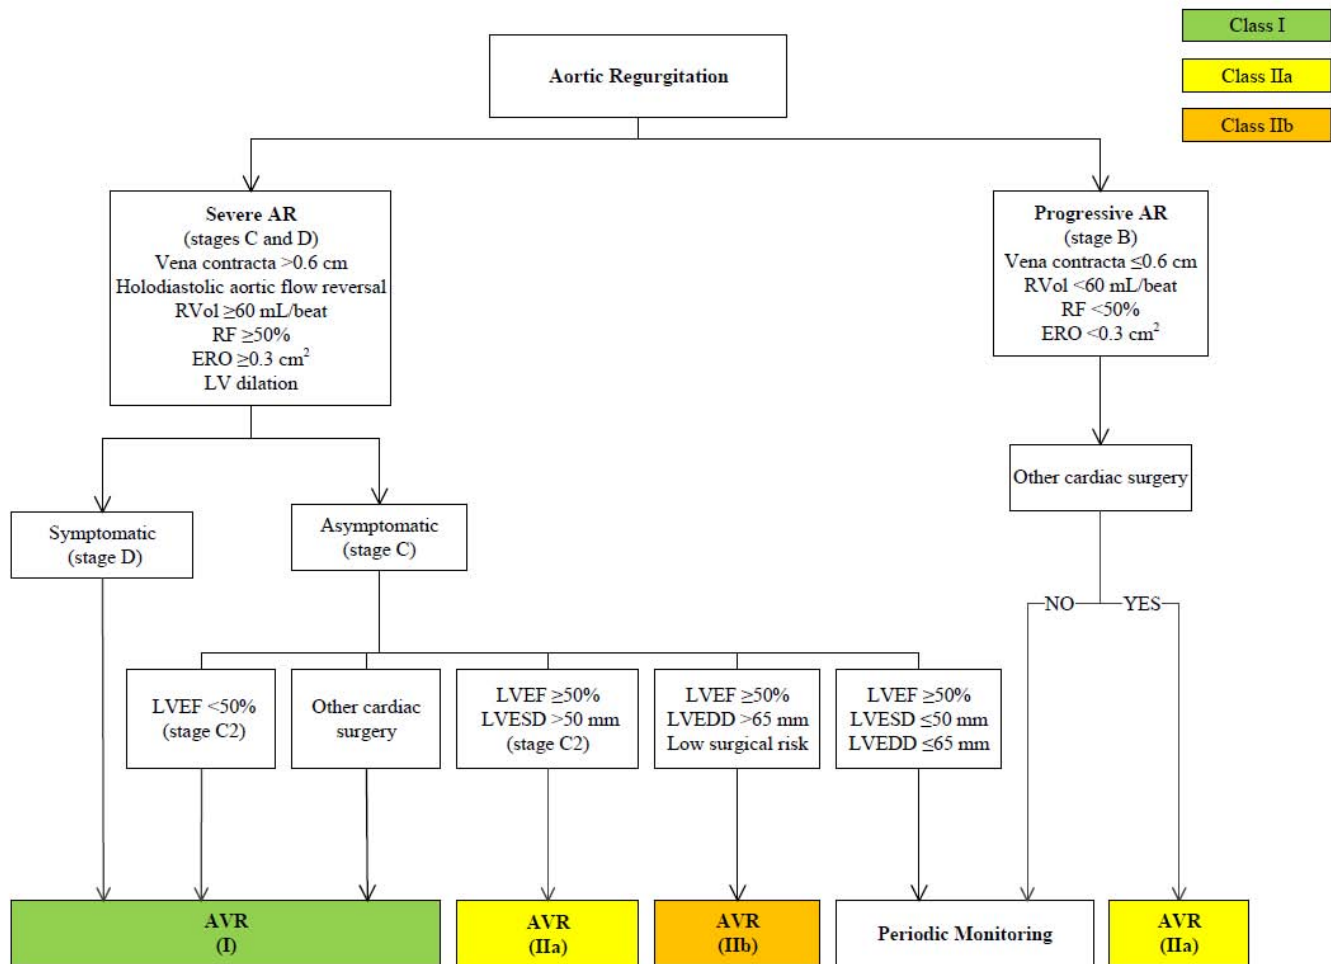 Class I
Class IIa
Class IIb
Aortic Regurgitation
Severe AR
(stages C and D)
Vena contracta >0.6 cm
Holodiastolic aortic flow reversal
RVol ≥60 mL/beat
RF ≥50%
ERO ≥0.3 cm²
LV dilation
Progressive AR
(stage B)
Vena contracta ≤0.6 cm
RVol <60 mL/beat
RF <50%
ERO <0.3 cm²
Other cardiac surgery
Symptomatic
(stage D)
Asymptomatic
(stage C)
NO
YES
LVEF <50%
(stage C2)
Other cardiac
surgery
LVEF ≥50%
LVESD >50 mm
(stage C2)
LVEF ≥50%
LVEDD >65 mm
Low surgical risk
LVEF ≥50%
LVESD ≤50 mm
LVEDD ≤65 mm
AVR
(I)
AVR
(IIa)
AVR
(IIb)
Periodic Monitoring
AVR
(IIa)